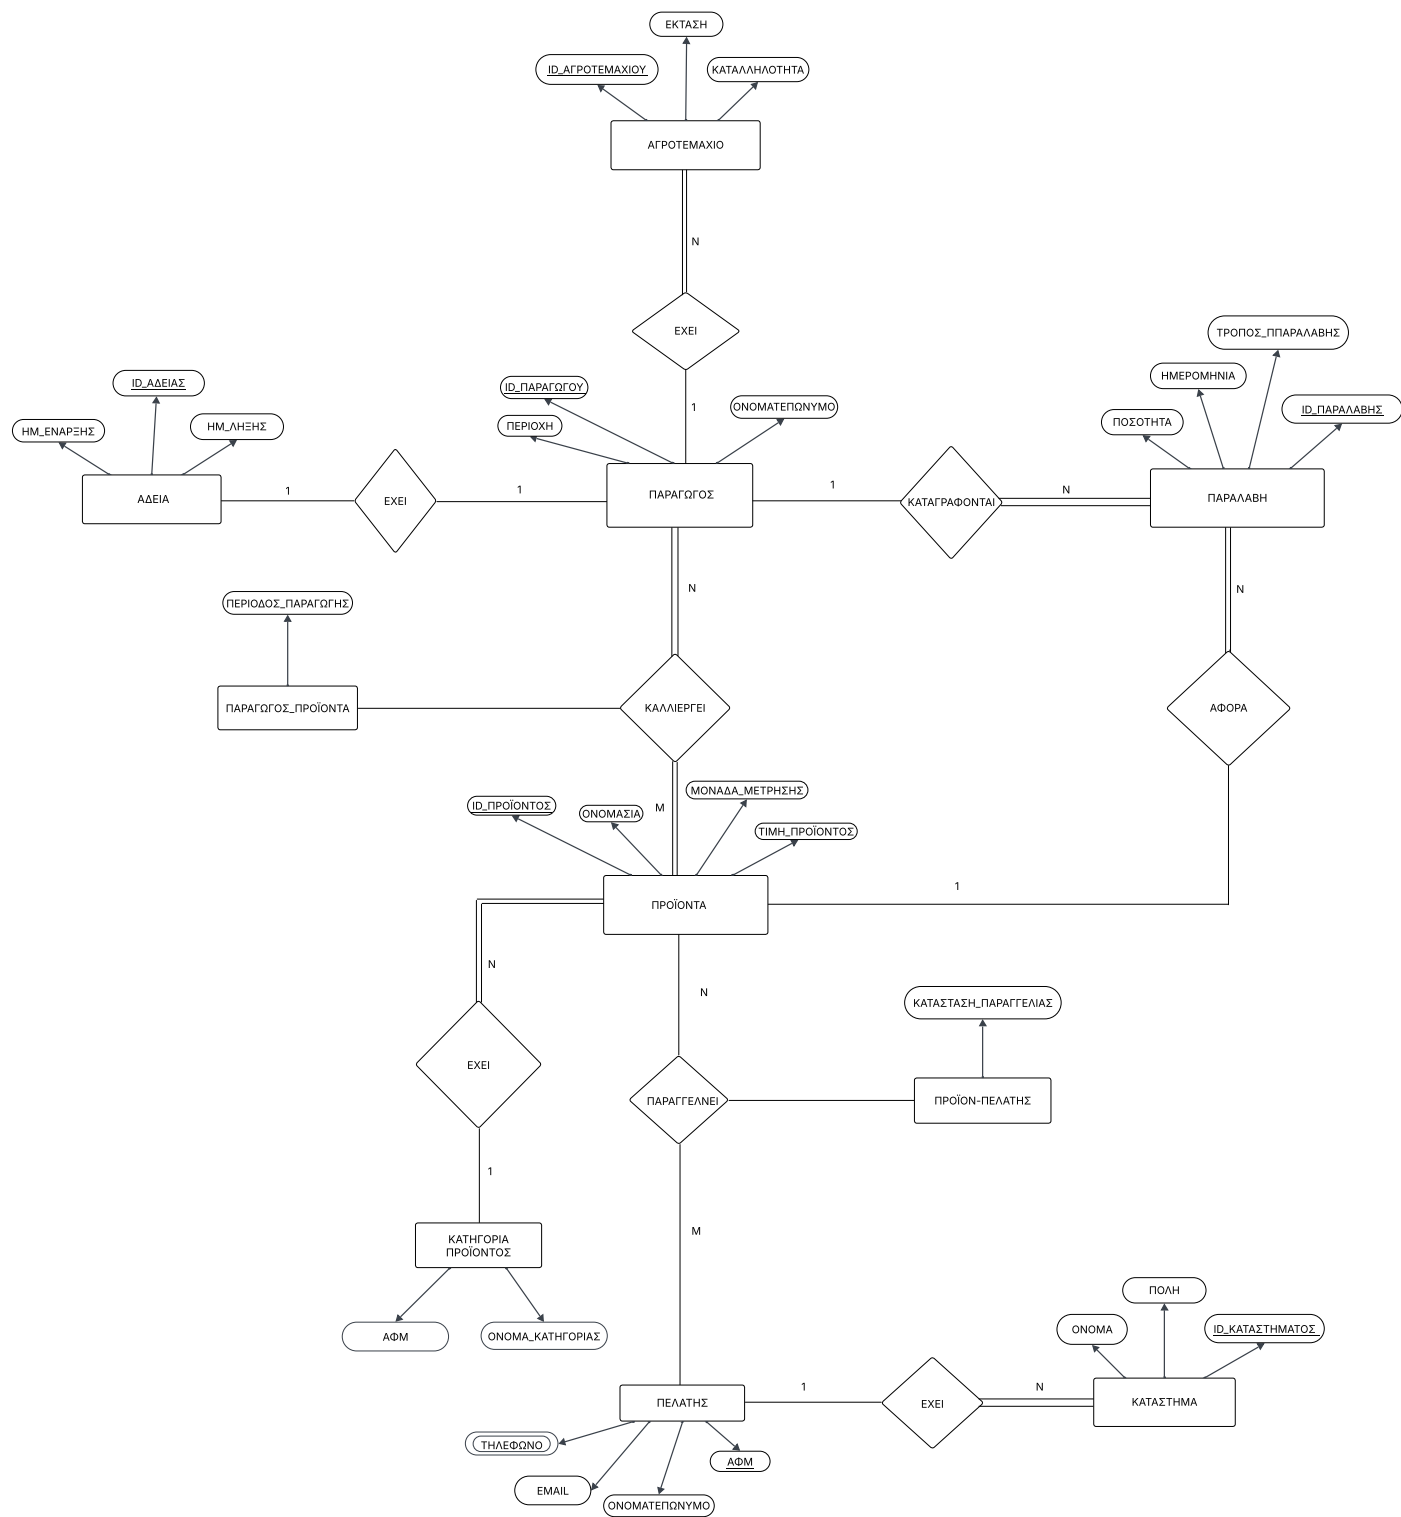 ΕΚΤΑΣΗ
ID_ΑΓΡΟΤΕΜΑΧΙΟΥ
ΚΑΤΑΛΛΗΛΟΤΗΤΑ
ΑΓΡΟΤΕΜΑΧΙΟ
N
ΕΧΕΙ
ΤΡΟΠΟΣ_ΠΠΑΡΑΛΑΒΗΣ
ΗΜΕΡΟΜΗΝΙΑ
ID_ΠΑΡΑΛΑΒΗΣ
ΠΟΣΟΤΗΤΑ
ID_ΑΔΕΙΑΣ
ΗΜ_ΕΝΑΡΞΗΣ
ΗΜ_ΛΗΞΗΣ
ID_ΠΑΡΑΓΩΓΟΥ
ΠΕΡΙΟΧΗ
1
ΟΝΟΜΑΤΕΠΩΝΥΜΟ
ΑΔΕΙΑ
1
ΕΧΕΙ
1
ΠΑΡΑΓΩΓΟΣ
1
ΚΑΤΑΓΡΑΦΟΝΤΑΙ
N
ΠΑΡΑΛΑΒΗ
N
N
ΠΕΡΙΟΔΟΣ_ΠΑΡΑΓΩΓΗΣ
ΠΑΡΑΓΩΓΟΣ_ΠΡΟΪΟΝΤΑ
ΚΑΛΛΙΕΡΓΕΙ
ΑΦΟΡΑ
ID_ΠΡΟΪΟΝΤΟΣ
ΟΝΟΜΑΣΙΑ
M
ΜΟΝΑΔΑ_ΜΕΤΡΗΣΗΣ
ΤΙΜΗ_ΠΡΟΪΟΝΤΟΣ
ΠΡΟΪΟΝΤΑ
1
N
N
ΚΑΤΑΣΤΑΣΗ_ΠΑΡΑΓΓΕΛΙΑΣ
ΕΧΕΙ
ΠΑΡΑΓΓΕΛΝΕΙ
ΠΡΟΪΟΝ-ΠΕΛΑΤΗΣ
1
M
ΚΑΤΗΓΟΡΙΑ
ΠΡΟΪΟΝΤΟΣ
ΑΦΜ
ΟΝΟΜΑ_ΚΑΤΗΓΟΡΙΑΣ
ΠΟΛΗ
ΟΝΟΜΑ
ID_ΚΑΤΑΣΤΗΜΑΤΟΣ
ΠΕΛΑΤΗΣ
1
ΕΧΕΙ
N
ΚΑΤΑΣΤΗΜΑ
ΤΗΛΕΦΩΝΟ
ΑΦΜ
EMAIL
ΟΝΟΜΑΤΕΠΩΝΥΜΟ